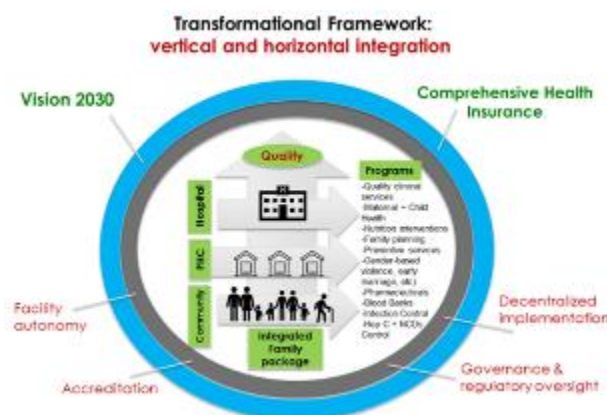 Transformational Framework:
vertical and horizontal integration
Vision 2030
Comprehensive Health
Insurance
Quality
Hospital
PHC
Community
Integrated
Family
package
Programs
-Quality clinical
services
-Maternal + Child
Health
-Nutrition interventions
-Family planning
-Preventive services
-Gender-based
violence, early
marriage, etc)
-Pharmaceuticals
-Blood Banks
-Infection Control
-Hep C + NCDs
Control
Facility
autonomy
Accreditation
Decentralized
implementation
Governance &
regulatory oversight